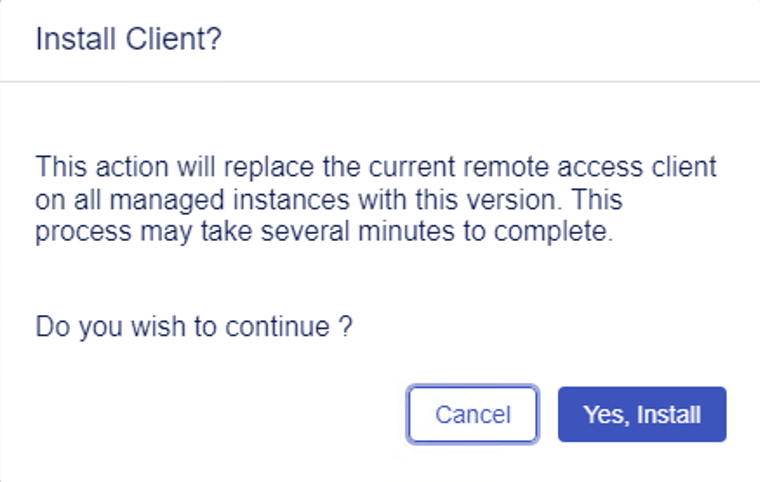 Install Client?
This action will replace the current remote access client
on all managed instances with this version. This
process may take several minutes to complete.
Do you wish to continue ?
Cancel
Yes, Install